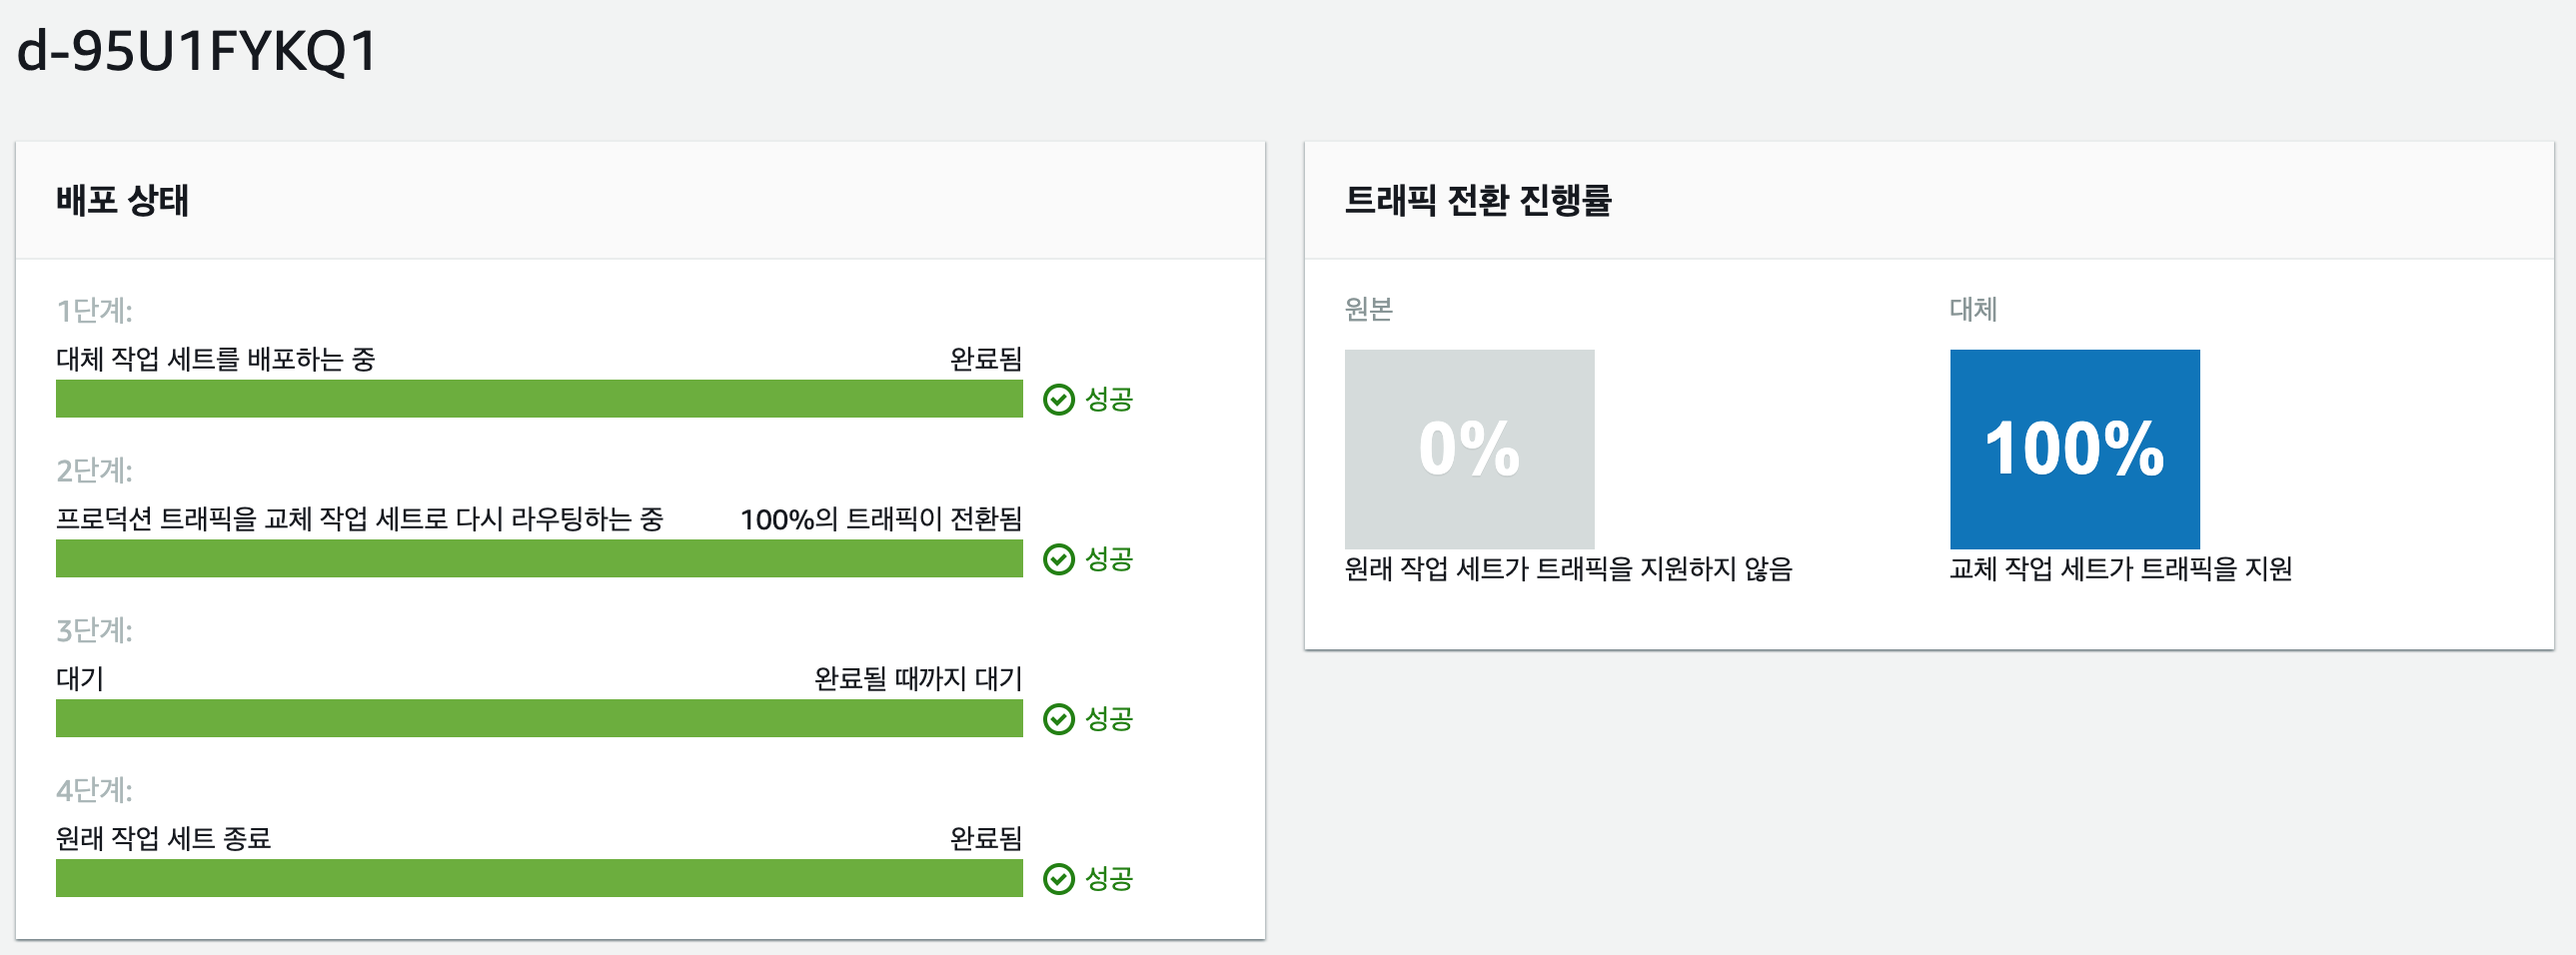 d-95U1FYKQ1
배포 상태
1단계:
대체 작업 세트를 배포하는 중 완료됨
성공
2단계:
프로덕션 트래픽을 교체 작업 세트로 다시 라우팅하는 중 100%의 트래픽이 전환됨
성공
3단계:
대기 완료될 때까지 대기
성공
4단계:
원래 작업 세트 종료 완료됨
성공
트래픽 전환 진행률
원본 대체
0% 100%
원래 작업 세트가 트래픽을 지원하지 않음 교체 작업 세트가 트래픽을 지원